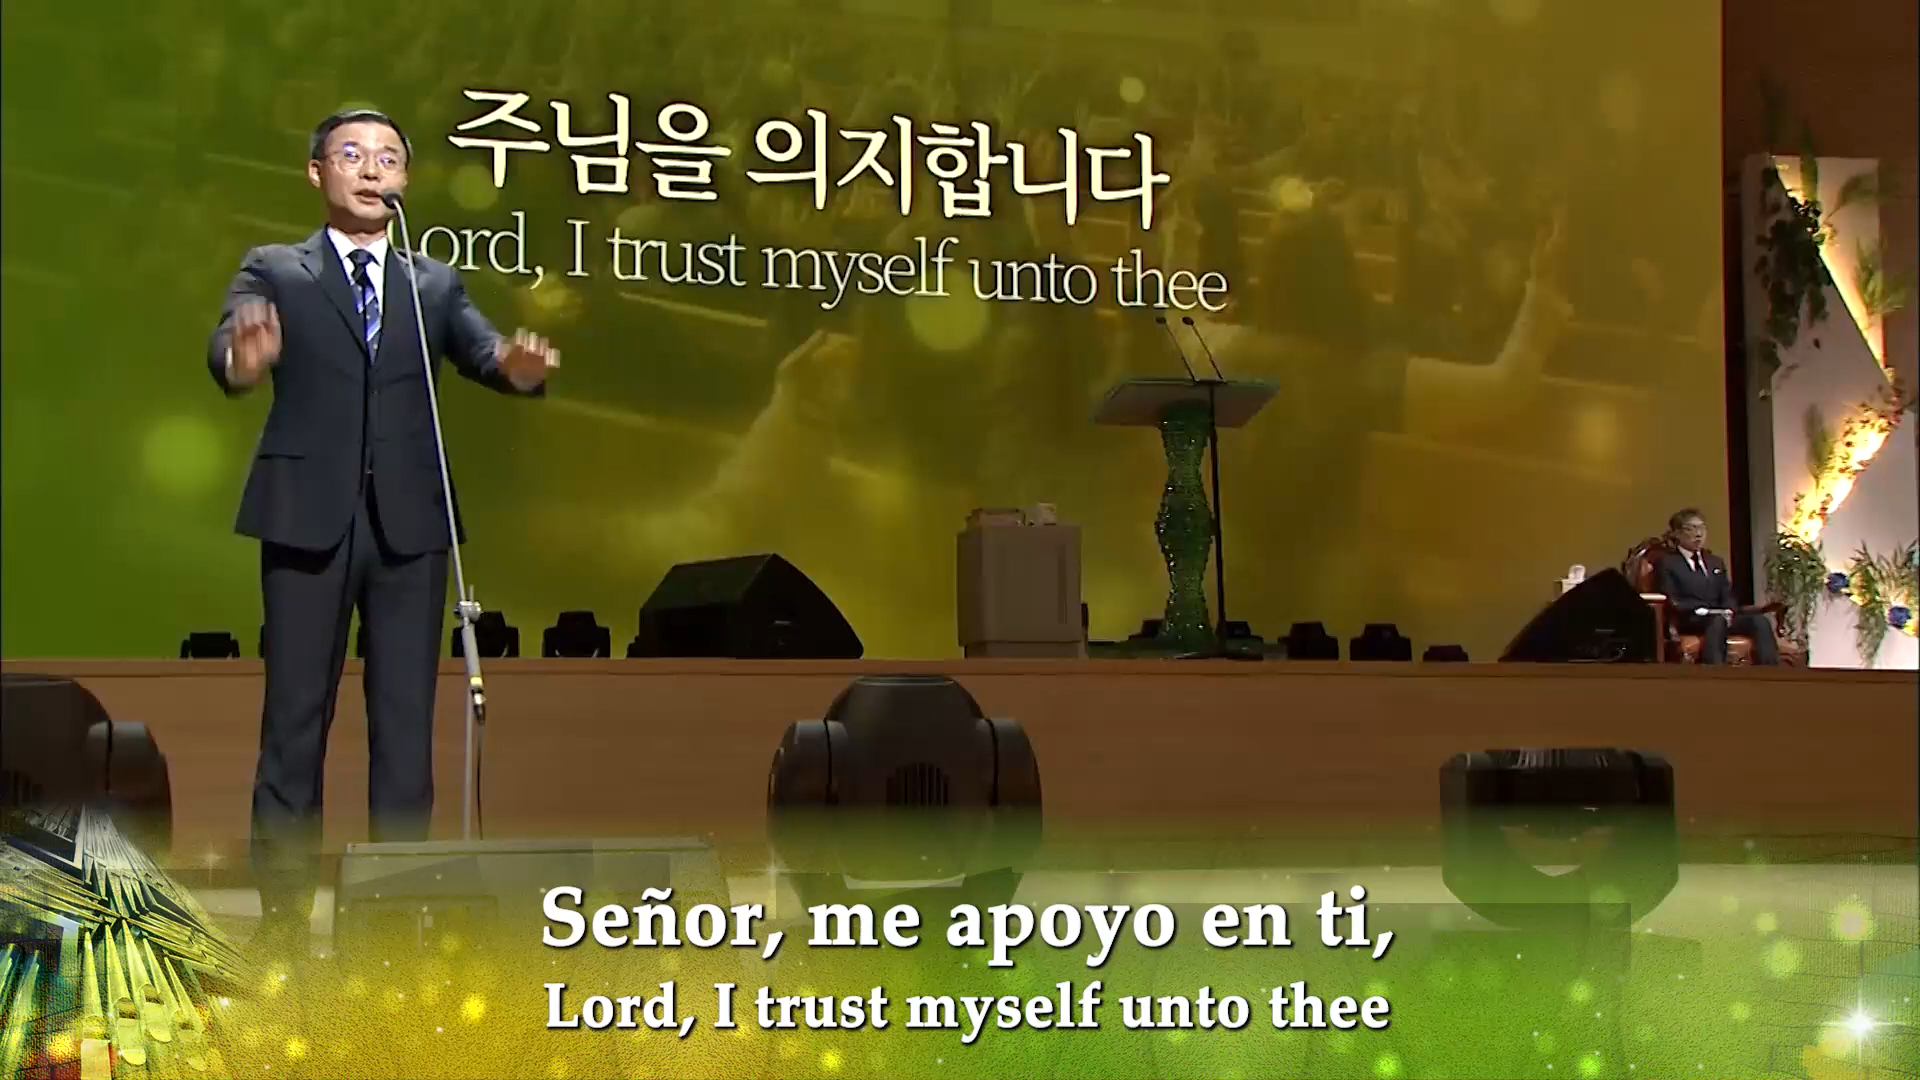 주님을 의지합니다
Lord, I trust myself unto thee
Señor, me apoyo en ti,
Lord, I trust myself unto thee